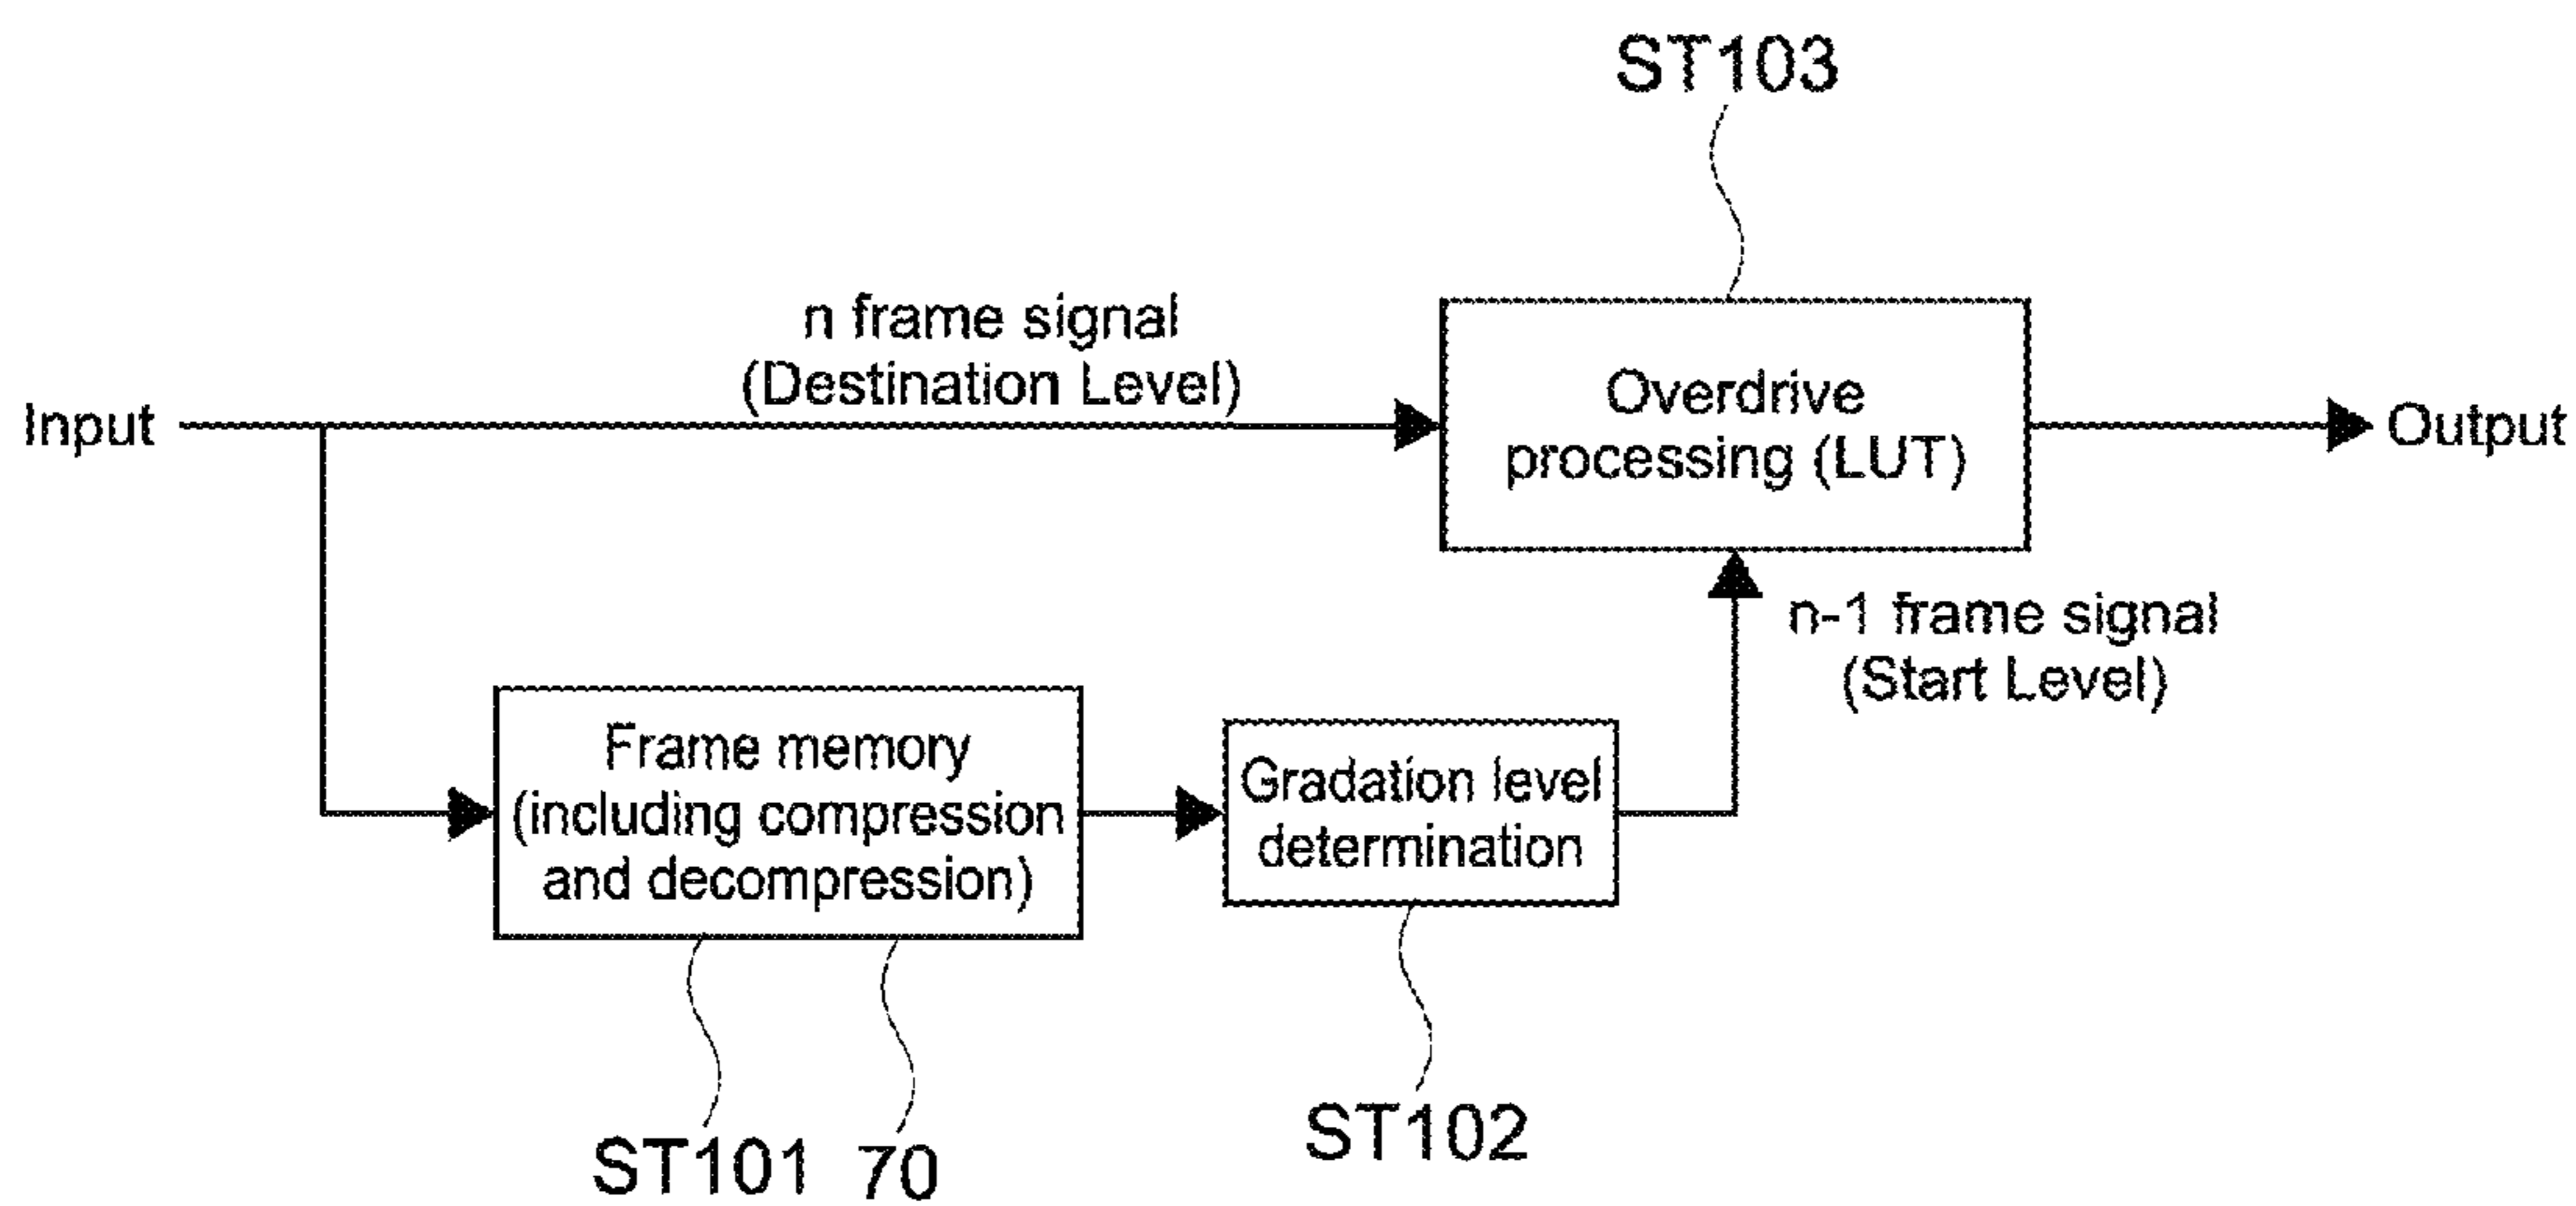 ST103
n frame signal
(Destination Level)
Input
Overdrive
processing (LUT)
Output
n-1 frame signal
(Start Level)
Frame memory
(including compression
and decompression)
Gradation level
determination
ST101
70
ST102